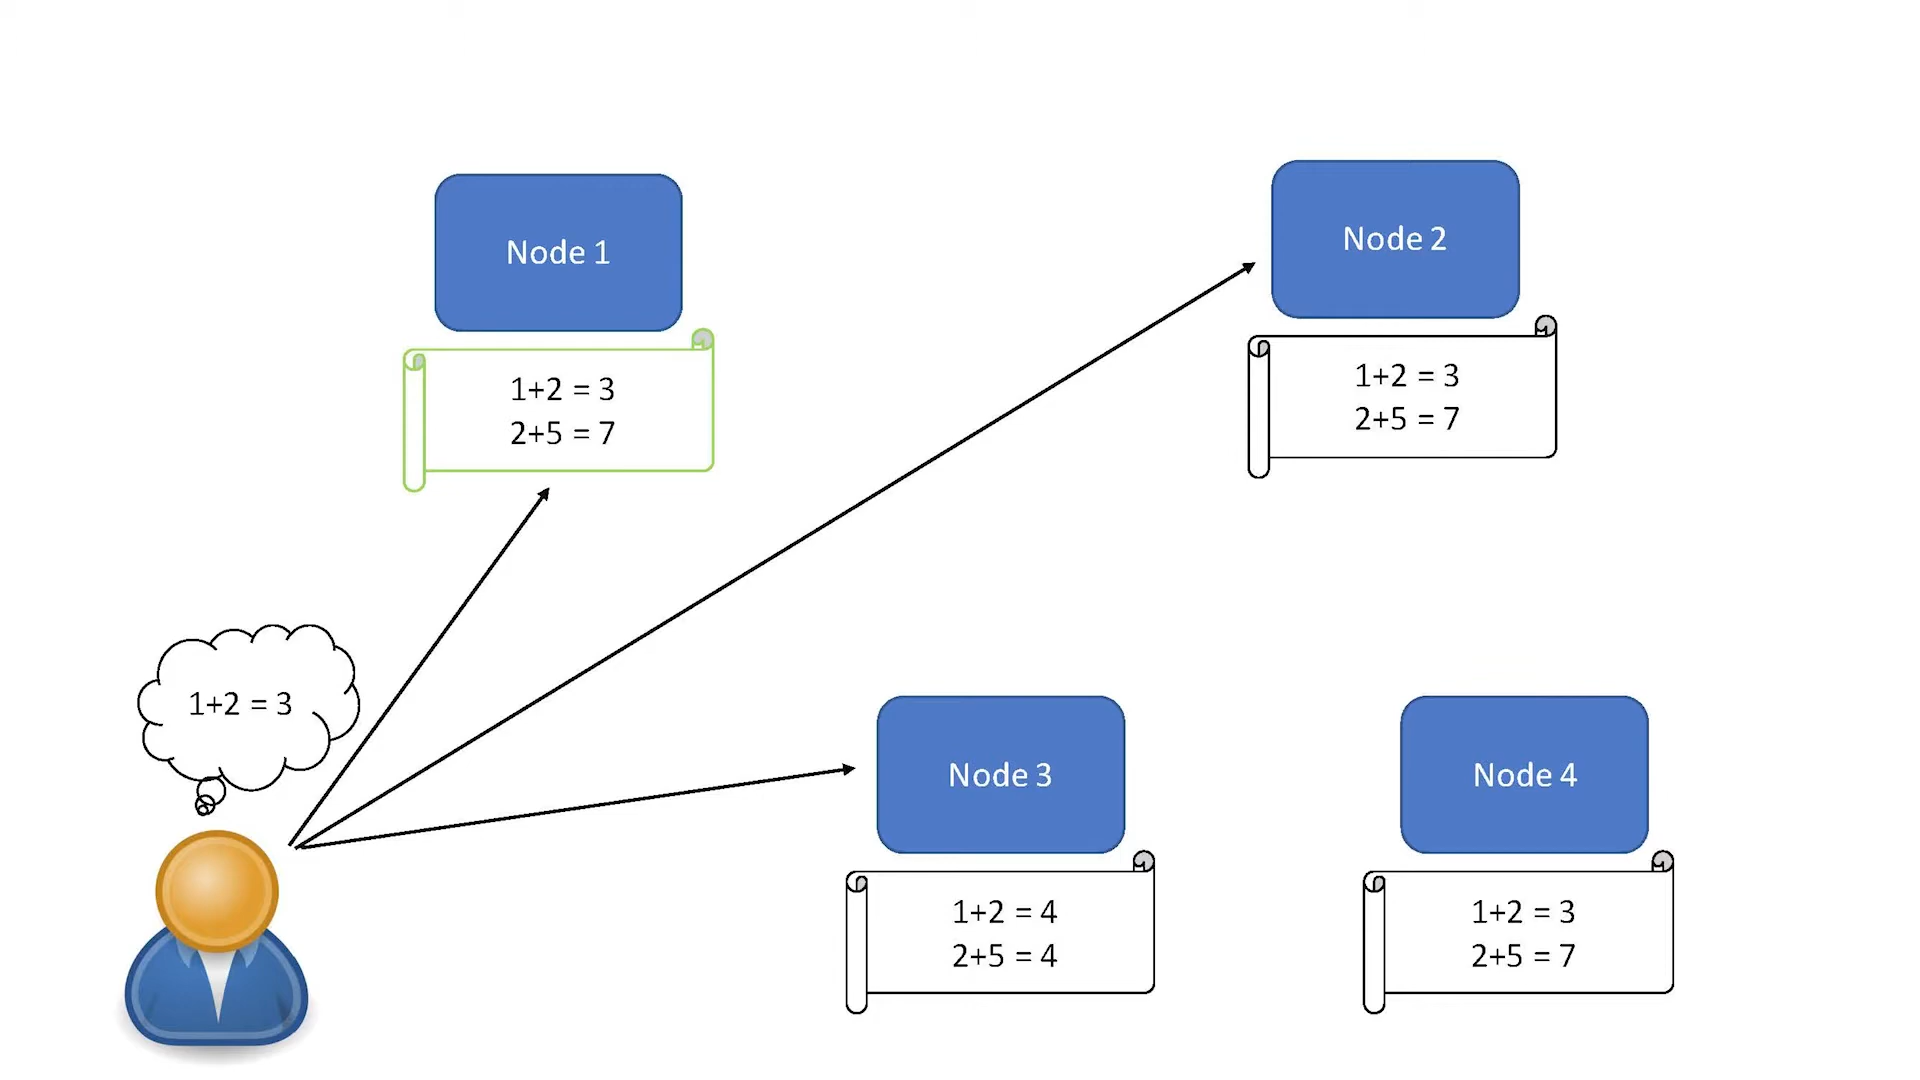 Node 1
1+2 = 3
2+5 = 7
Node 2
1+2 = 3
2+5 = 7
1+2 = 3
Node 3
1+2 = 4
2+5 = 4
Node 4
1+2 = 3
2+5 = 7